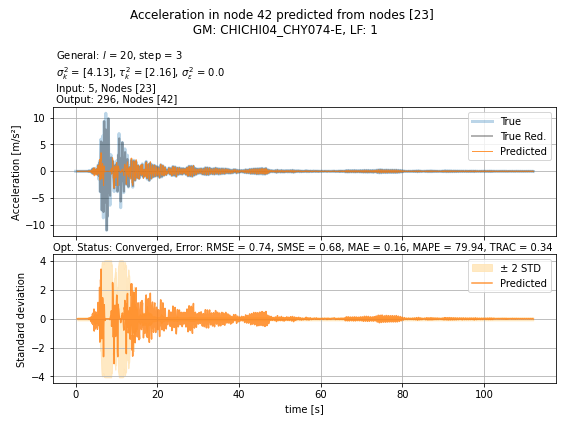 Acceleration in node 42 predicted from nodes [23]
GM: CHICHI04_CHY074-E, LF: 1
General: l = 20, step = 3
σ²ₖ = [4.13], τ²ₖ = [2.16], σ²ε = 0.0
Input: 5, Nodes [23]
Output: 296, Nodes [42]
Acceleration [m/s²]
10
5
0
−5
−10
True
True Red.
Predicted
Opt. Status: Converged, Error: RMSE = 0.74, SMSE = 0.68, MAE = 0.16, MAPE = 79.94, TRAC = 0.34
Standard deviation
4
2
0
−2
−4
± 2 STD
Predicted
0 20 40 60 80 100
time [s]